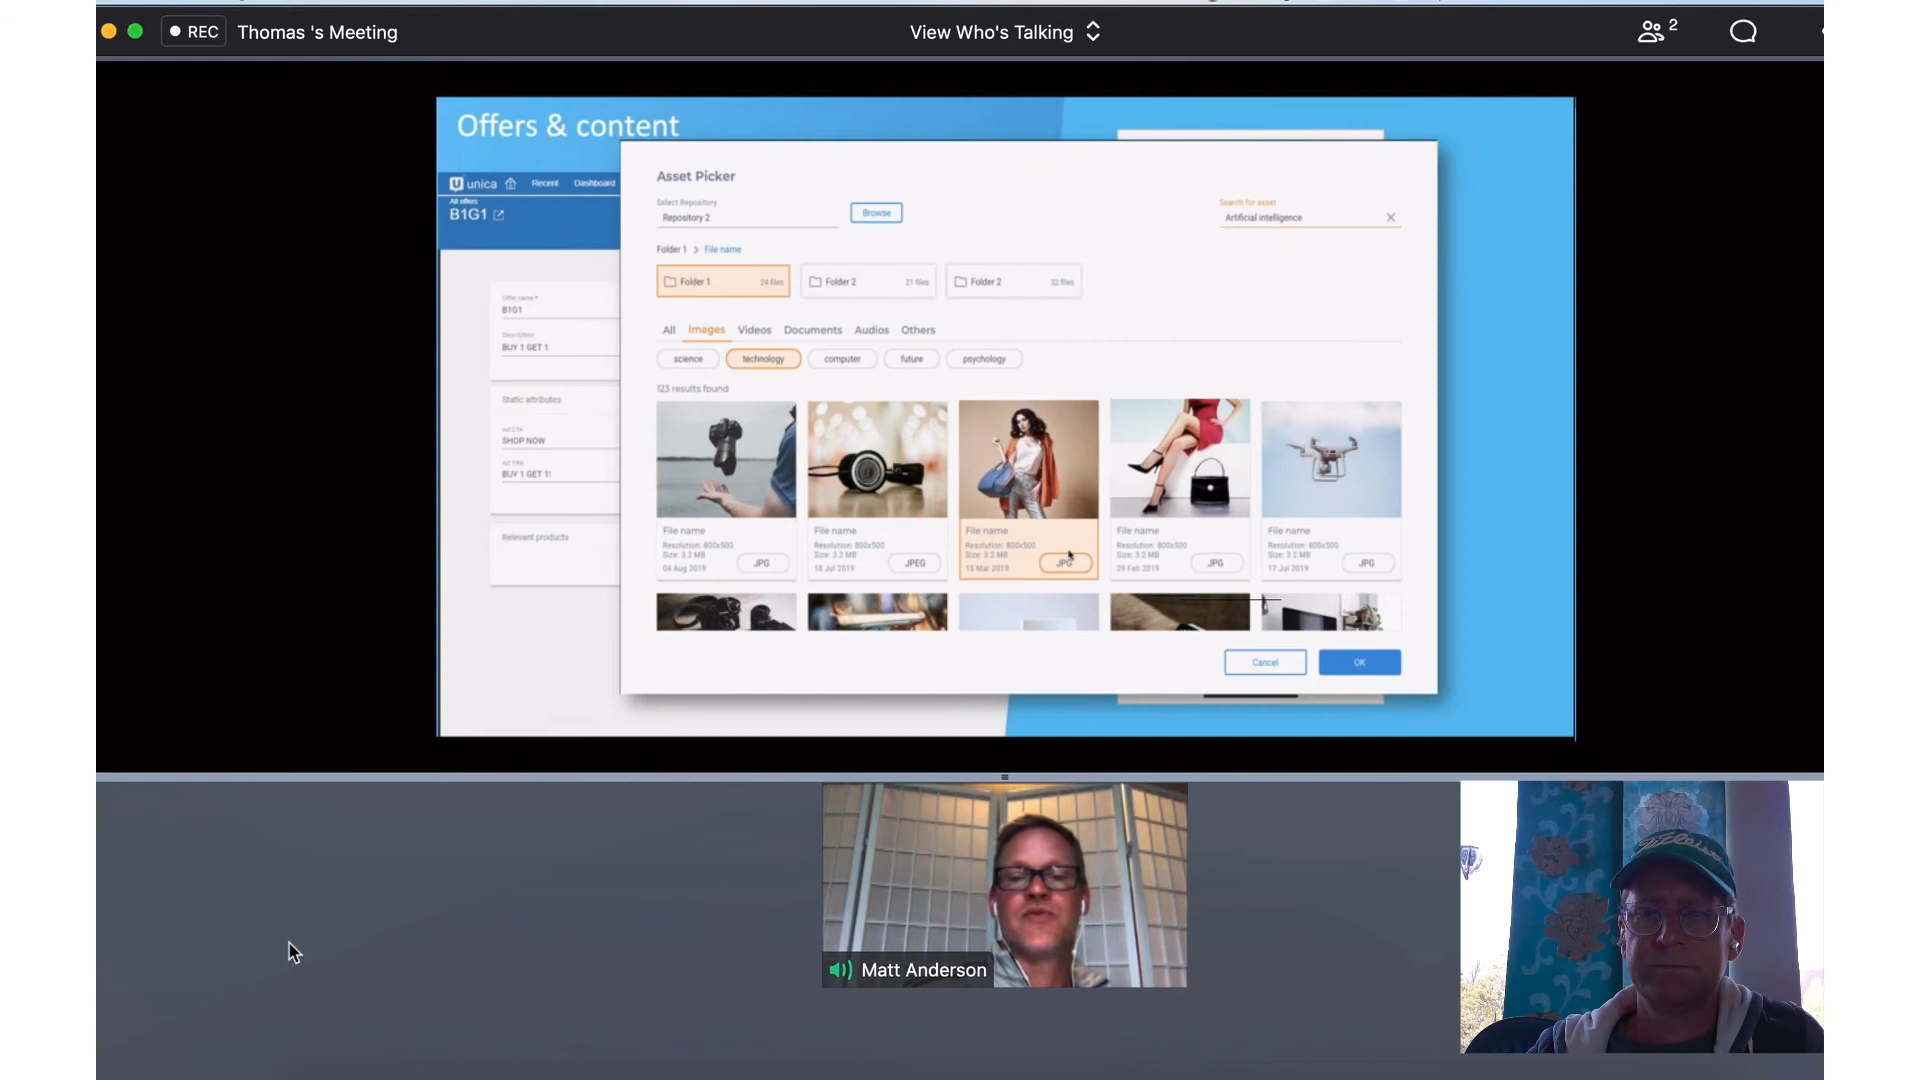 REC Thomas 's Meeting View Who's Talking 2
Offers & content
unica Recent Dashboard
All offers
B1G1
Offer name *
B1G1
Description
BUY 1 GET 1
Static attributes
SHOP NOW
BUY 1 GET 1!
Relevant products
Asset Picker
Select Repository
Repository 2
Browse
Search for asset
Artificial intelligence
Folder 1 > File name
Folder 1 24 files
Folder 2 21 files
Folder 2 32 files
All Images Videos Documents Audios Others
science technology computer future psychology
123 results found
File name
Resolution: 800x500
Size: 3.2 MB
04 Aug 2019
JPG
File name
Resolution: 800x500
Size: 3.2 MB
18 Jul 2019
JPEG
File name
Resolution: 800x500
Size: 3.2 MB
15 Mar 2019
JPG
File name
Resolution: 800x500
Size: 3.2 MB
29 Feb 2019
JPG
File name
Resolution: 800x500
Size: 3.2 MB
17 Jul 2019
JPG
Cancel OK
Matt Anderson
Titleist